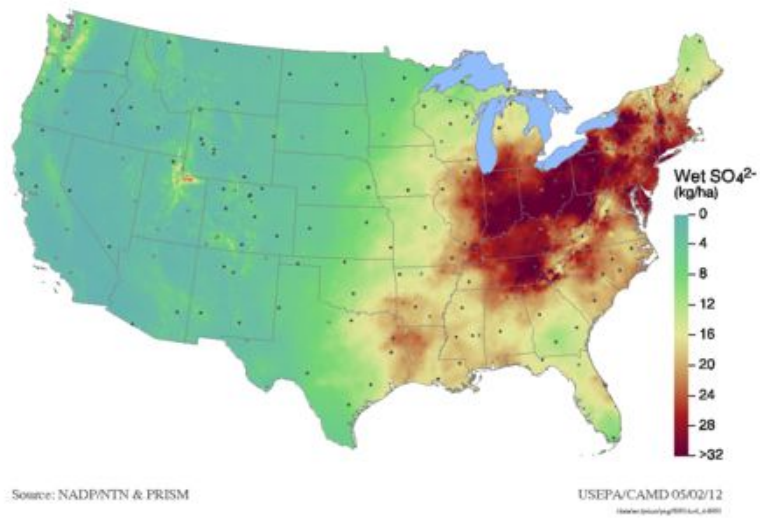 Wet SO4²⁻
(kg/ha)
0
4
8
12
16
20
24
28
>32
Source: NADP/NTN & PRISM
USEPA/CAMD 05/02/12